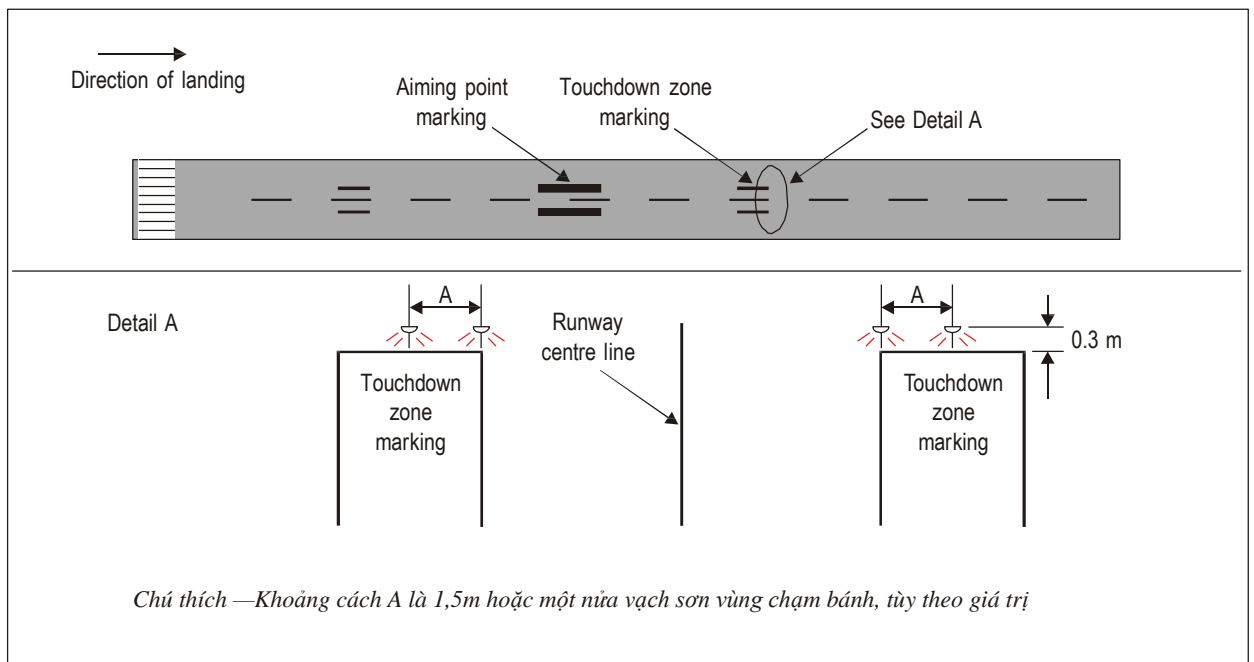 Direction of landing
Aiming point
marking
Touchdown zone
marking
See Detail A
Detail A
A
Runway
centre line
A
0.3 m
Touchdown
zone
marking
Touchdown
zone
marking
Chú thích —Khoảng cách A là 1,5m hoặc một nửa vạch sơn vùng chạm bánh, tùy theo giá trị